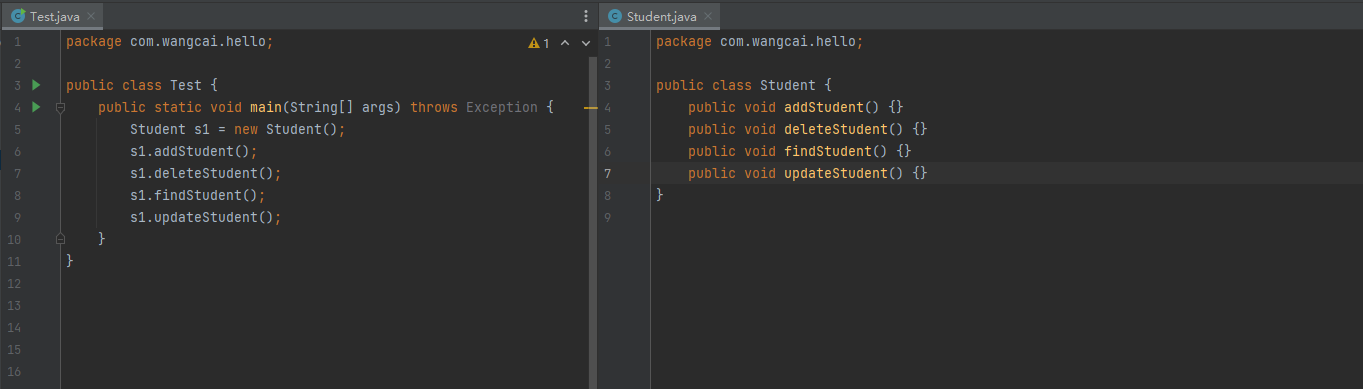 Test.java
Student.java
1 package com.wangcai.hello; 1
2
3 public class Test {
4 public static void main(String[] args) throws Exception {
5 Student s1 = new Student();
6 s1.addStudent();
7 s1.deleteStudent();
8 s1.findStudent();
9 s1.updateStudent();
10 }
11 }
12
13
14
15
16
1 package com.wangcai.hello;
2
3 public class Student {
4 public void addStudent() {}
5 public void deleteStudent() {}
6 public void findStudent() {}
7 public void updateStudent() {}
8 }
9